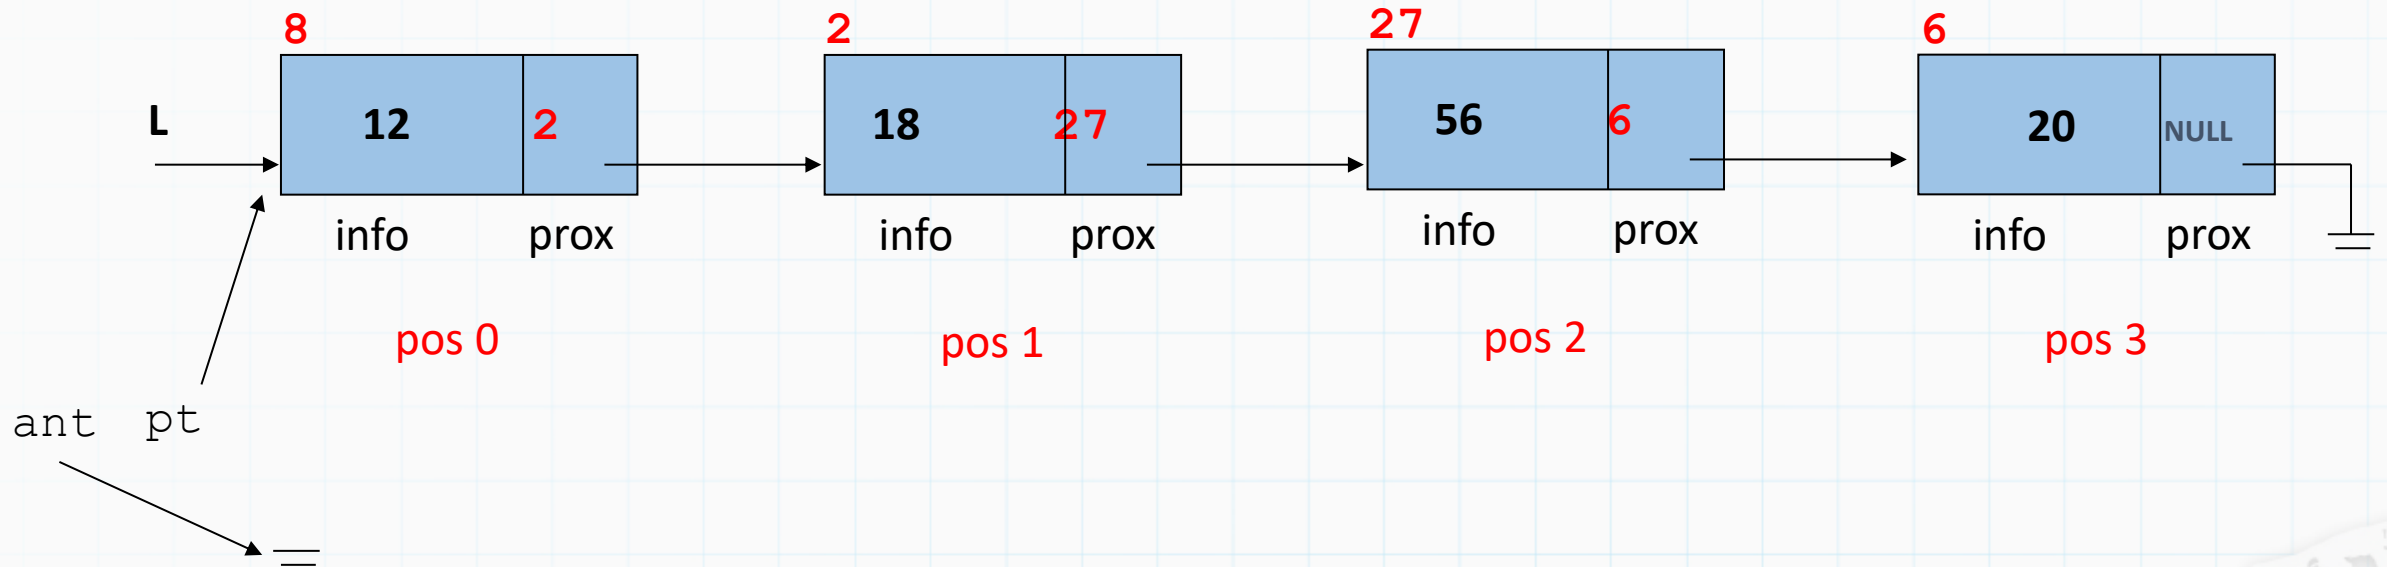 8 2 27 6
L 12 2 18 27 56 6 20 NULL
info prox info prox info prox info prox
pos 0 pos 1 pos 2 pos 3
ant pt